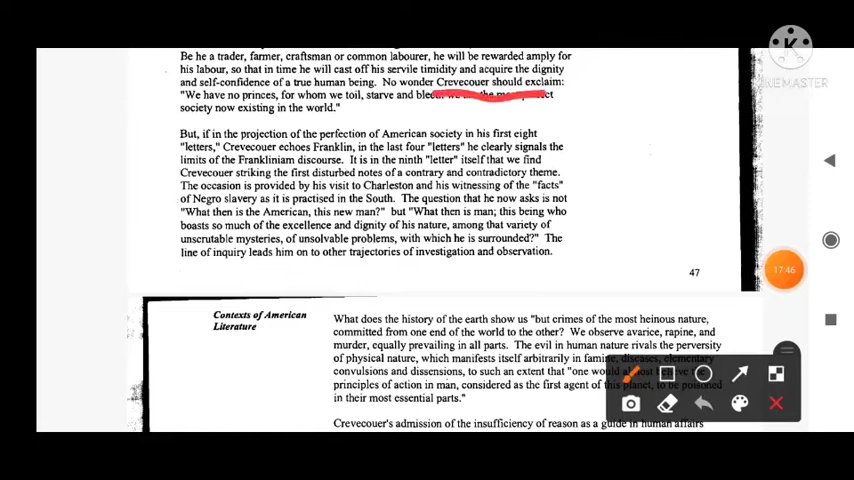 Be he a trader, farmer, craftsman or common labourer, he will be rewarded amply for
his labour, so that in time he will cast off his servile timidity and acquire the dignity
and self-confidence of a true human being. No wonder Crevecouer should exclaim:
"We have no princes, for whom we toil, starve and bleed: we are the most perfect
society now existing in the world."
But, if in the projection of the perfection of American society in his first eight
"letters," Crevecouer echoes Franklin, in the last four "letters" he clearly signals the
limits of the Frankliniam discourse. It is in the ninth "letter" itself that we find
Crevecouer striking the first disturbed notes of a contrary and contradictory theme.
The occasion is provided by his visit to Charleston and his witnessing of the "facts"
of Negro slavery as it is practised in the South. The question that he now asks is not
"What then is the American, this new man?" but "What then is man; this being who
boasts so much of the excellence and dignity of his nature, among that variety of
unscrutable mysteries, of unsolvable problems, with which he is surrounded?" The
line of inquiry leads him on to other trajectories of investigation and observation.
47
Contexts of American
Literature
What does the history of the earth show us "but crimes of the most heinous nature,
committed from one end of the world to the other? We observe avarice, rapine, and
murder, equally prevailing in all parts. The evil in human nature rivals the perversity
of physical nature, which manifests itself arbitrarily in famine, diseases, elementary
convulsions and dissensions, to such an extent that "one would almost believe the
principles of action in man, considered as the first agent of this planet, to be poisoned
in their most essential parts."
Crevecouer's admission of the insufficiency of reason as a guide in human affairs
17:46
KINEMASTER